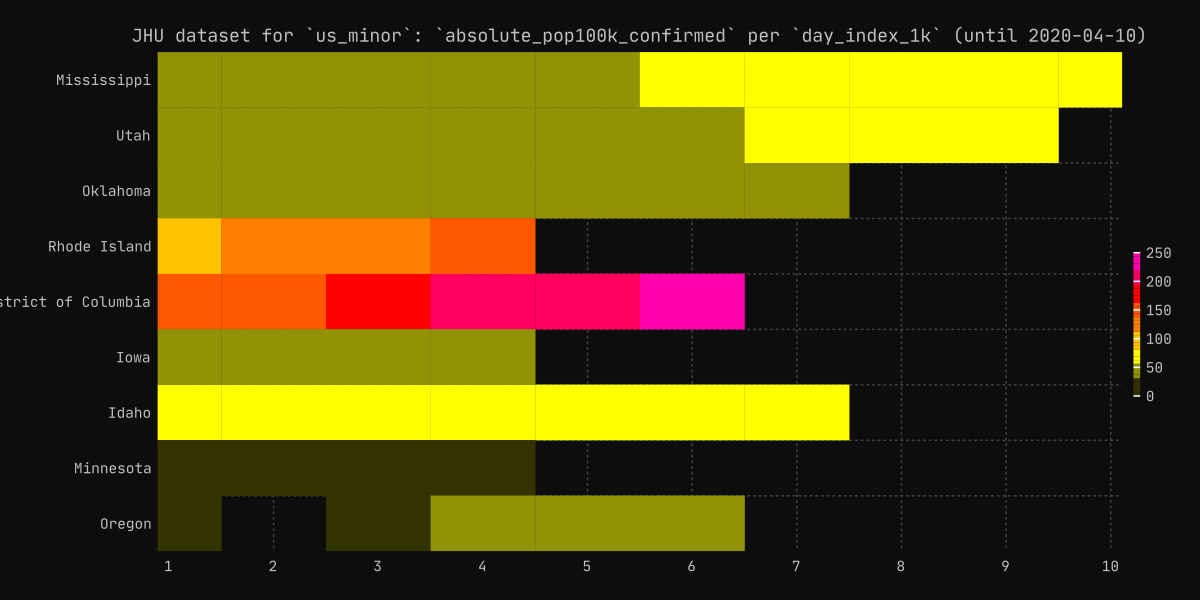 JHU dataset for `us_minor`: `absolute_pop100k_confirmed` per `day_index_1k` (until 2020-04-10)
Mississippi
Utah
Oklahoma
Rhode Island
strict of Columbia
Iowa
Idaho
Minnesota
Oregon
1 2 3 4 5 6 7 8 9 10
250
200
150
100
50
0